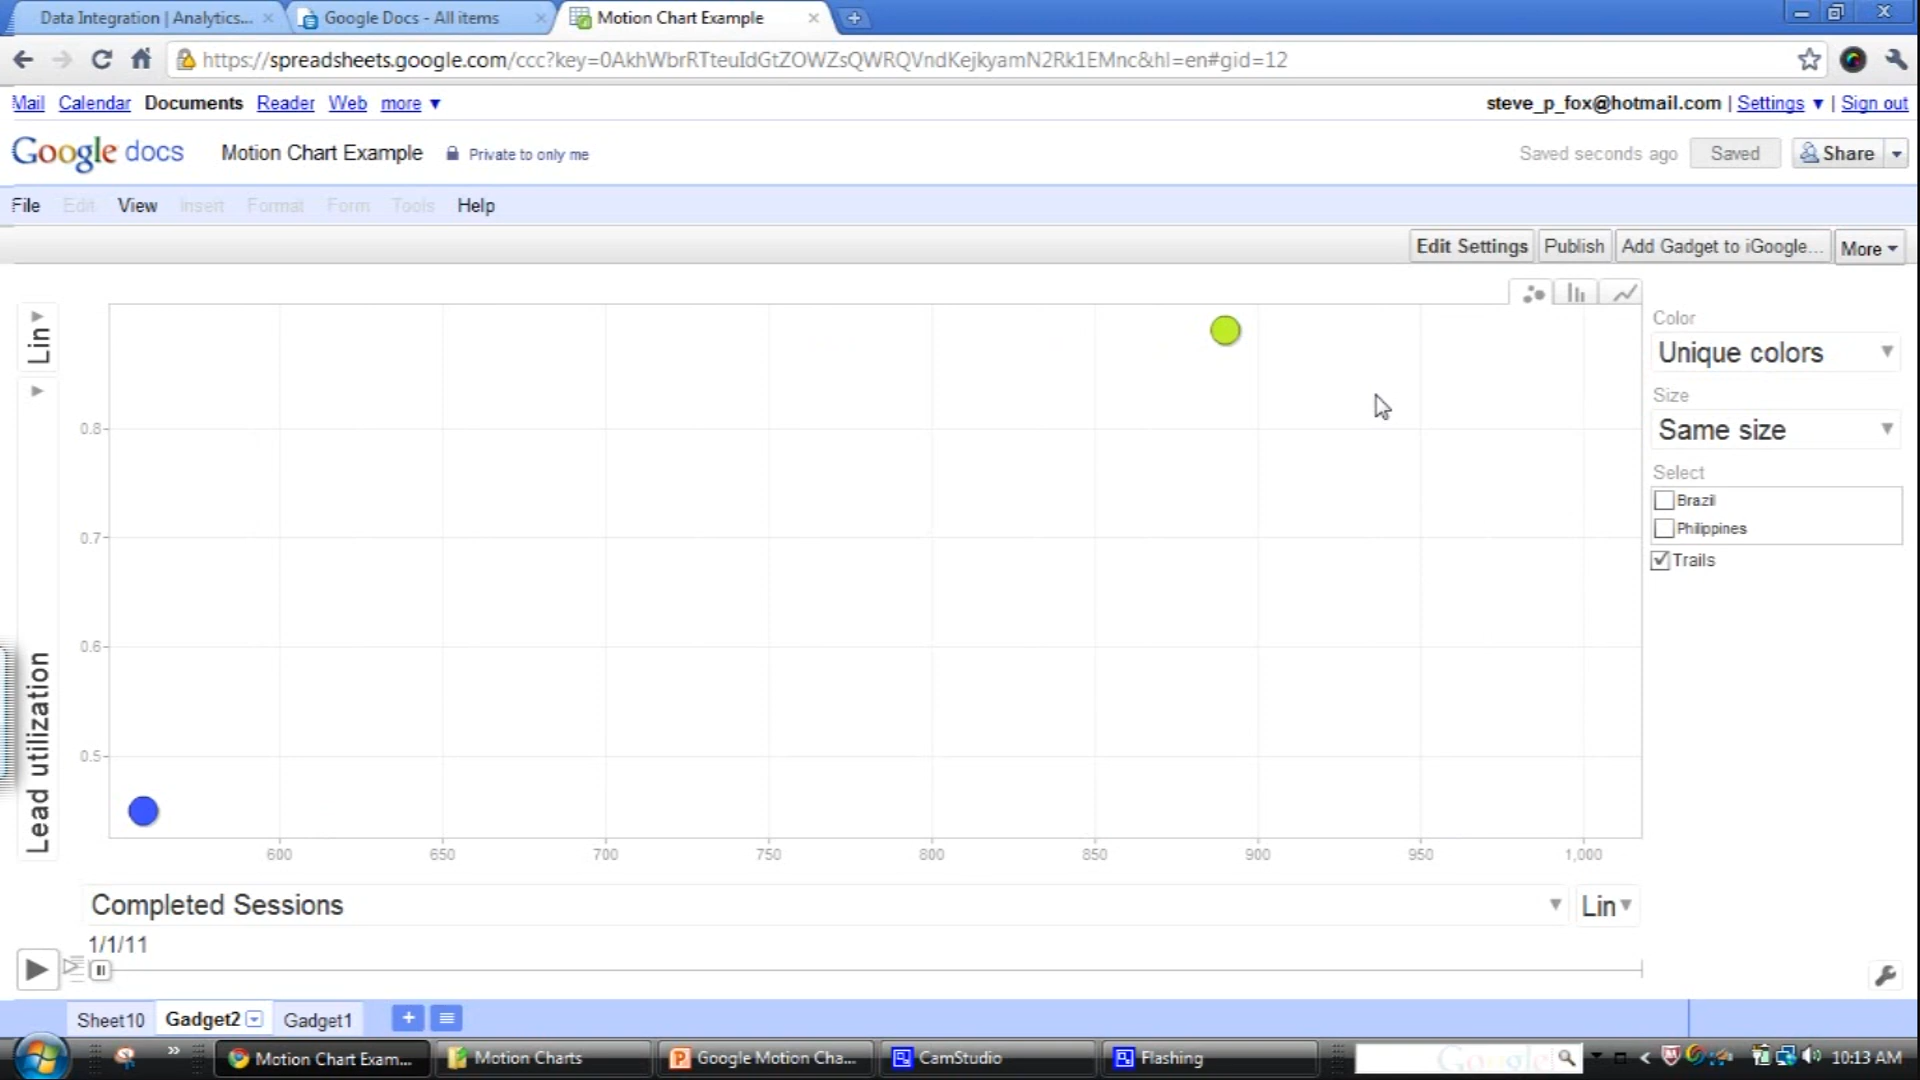 Data Integration | Analytics...
Google Docs - All items
Motion Chart Example
https://spreadsheets.google.com/ccc?key=0AkhWbrRTteuIdGtZOWZsQWRQVndKejkyamN2Rk1EMnc&hl=en#gid=12
Mail Calendar Documents Reader Web more ▼
steve_p_fox@hotmail.com | Settings ▼ | Sign out
Google docs
Motion Chart Example
Private to only me
Saved seconds ago
Saved
Share
File Edit View Insert Format Form Tools Help
Edit Settings
Publish
Add Gadget to iGoogle...
More
Lin
Lead utilization
0.8
0.7
0.6
0.5
600 650 700 750 800 850 900 950 1,000
Color
Unique colors
Size
Same size
Select
Brazil
Philippines
Trails
Completed Sessions
Lin
1/1/11
Sheet10
Gadget2
Gadget1
Motion Chart Exam...
Motion Charts
Google Motion Cha...
CamStudio
Flashing
Google
10:13 AM